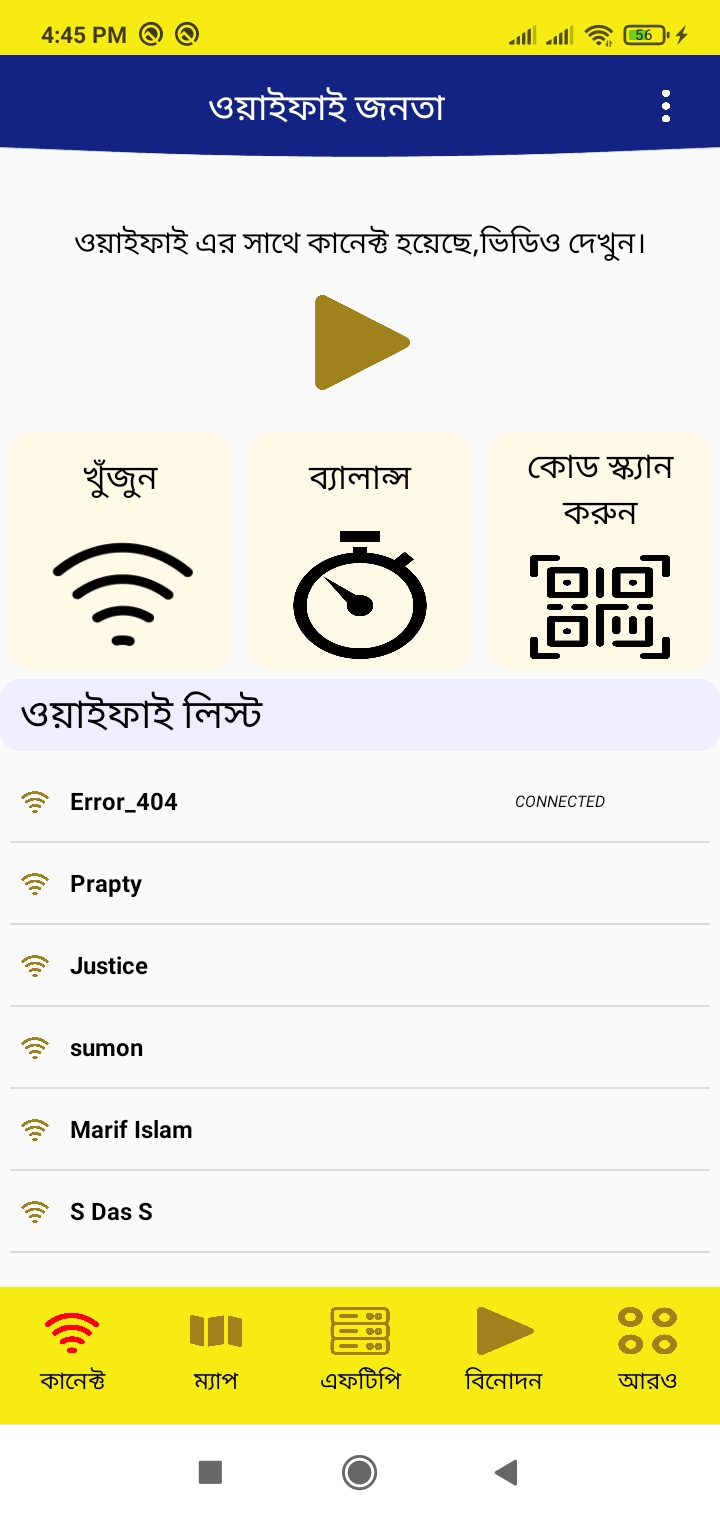 4:45 PM
56
ওয়াইফাই জনতা
ওয়াইফাই এর সাথে কানেক্ট হয়েছে,ভিডিও দেখুন।
খুঁজুন
ব্যালান্স
কোড স্ক্যান
করুন
ওয়াইফাই লিস্ট
Error_404 CONNECTED
Prapty
Justice
sumon
Marif Islam
S Das S
কানেক্ট ম্যাপ এফটিপি বিনোদন আরও